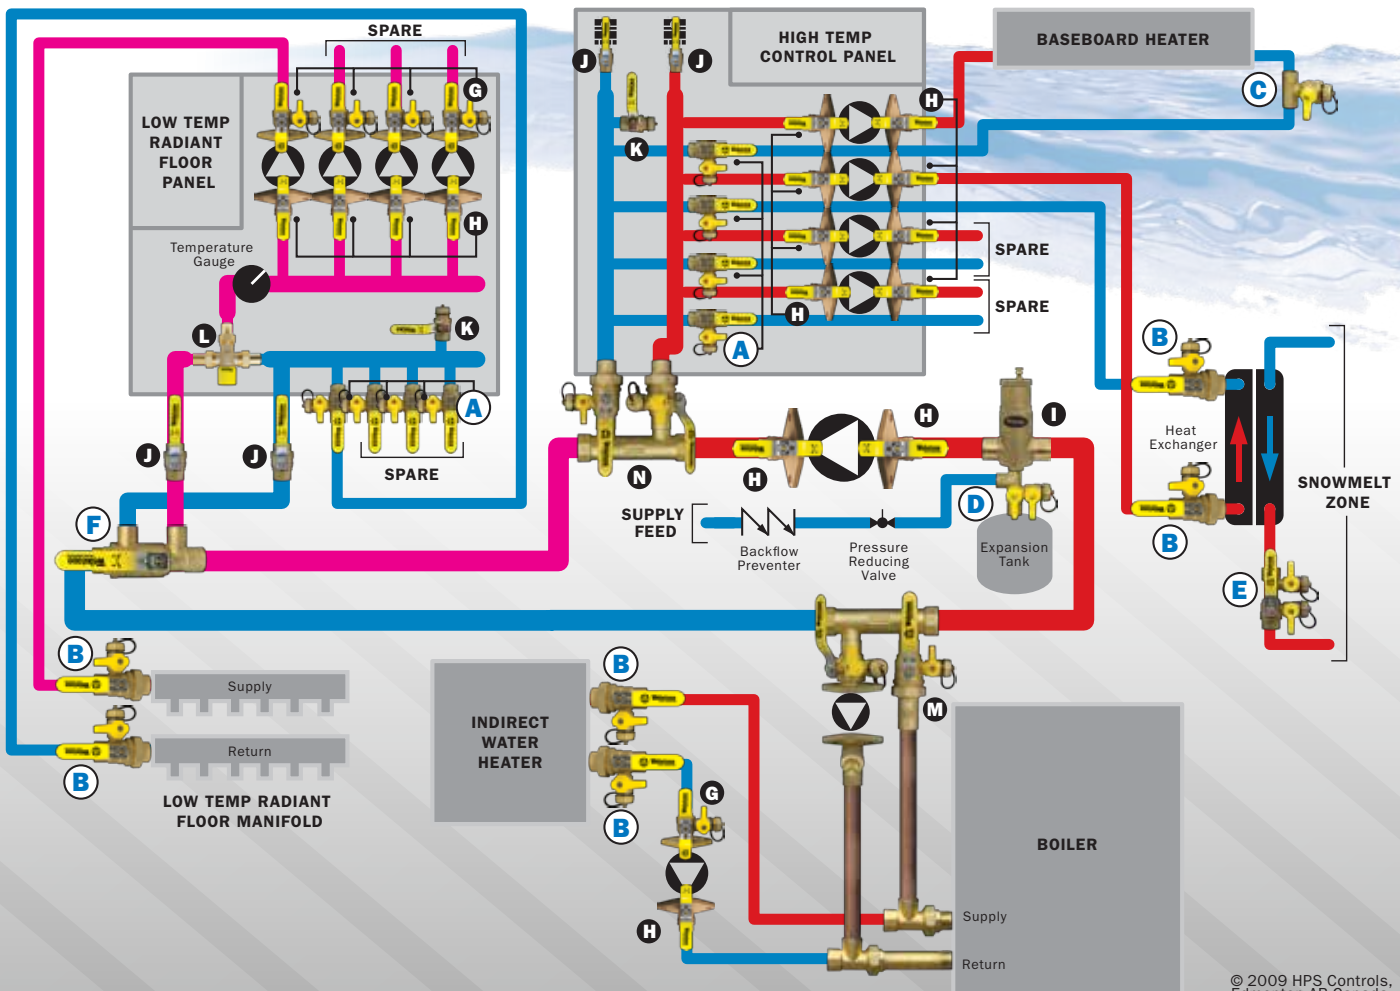 SPARE
HIGH TEMP
CONTROL PANEL
BASEBOARD HEATER
J
J
G
H
C
LOW TEMP
RADIANT
FLOOR
PANEL
K
H
Temperature
Gauge
SPARE
SPARE
L
K
H
A
B
A
H
I
Heat
Exchanger
J
J
SPARE
N
H
SNOWMELT
ZONE
F
SUPPLY
FEED
D
B
Backflow
Preventer
Pressure
Reducing
Valve
Expansion
Tank
E
B
B
Supply
M
INDIRECT
WATER
HEATER
Return
B
G
LOW TEMP RADIANT
FLOOR MANIFOLD
B
BOILER
H
Supply
Return
© 2009 HPS Controls,